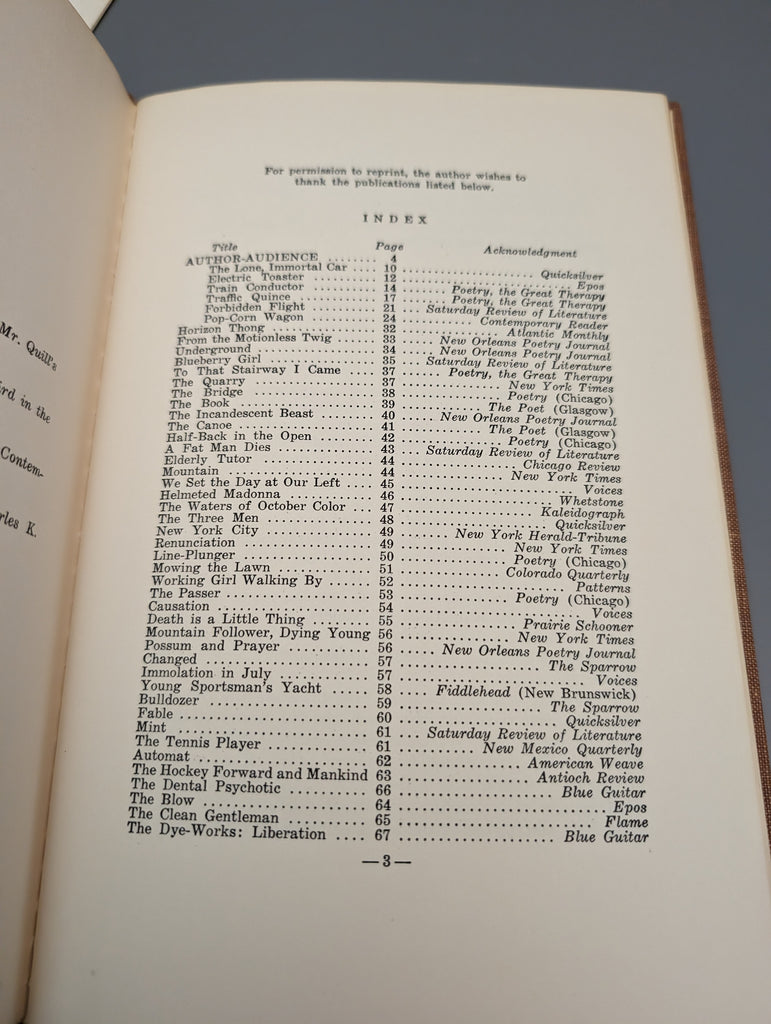 Mr. Quill's
in the
Contem-
K.
For permission to reprint, the author wishes to
thank the publications listed below.
INDEX
Title Page Acknowledgment
AUTHOR-AUDIENCE ........ 4
The Lone, Immortal Car .... 10 .................... Quicksilver
Electric Toaster .......... 12 .................... Epos
Train Conductor .......... 14 ....... Poetry, the Great Therapy
Traffic Quince ........... 17 ....... Poetry, the Great Therapy
Forbidden Flight ......... 21 ... Saturday Review of Literature
Pop-Corn Wagon .......... 24 ........... Contemporary Reader
Horizon Thong ............... 32 ............... Atlantic Monthly
From the Motionless Twig .... 33 ..... New Orleans Poetry Journal
Underground ................. 34 ..... New Orleans Poetry Journal
Blueberry Girl .............. 35 ... Saturday Review of Literature
To That Stairway I Came ... 37 ...... Poetry, the Great Therapy
The Quarry .................. 37 ............... New York Times
The Bridge .................. 38 ............... Poetry (Chicago)
The Book .................... 39 ............ The Poet (Glasgow)
The Incandescent Beast ...... 40 ..... New Orleans Poetry Journal
The Canoe ................... 41 ............ The Poet (Glasgow)
Half-Back in the Open ....... 42 ............... Poetry (Chicago)
A Fat Man Dies .............. 43 ... Saturday Review of Literature
Elderly Tutor ............... 44 ................. Chicago Review
Mountain .................... 44 ............... New York Times
We Set the Day at Our Left ... 45 ......................... Voices
Helmeted Madonna ............ 46 ...................... Whetstone
The Waters of October Color .. 47 ................... Kaleidograph
The Three Men ............... 48 ..................... Quicksilver
New York City ............... 49 ....... New York Herald-Tribune
Renunciation ................ 49 ............... New York Times
Line-Plunger ................ 50 ............... Poetry (Chicago)
Mowing the Lawn ............. 51 .............. Colorado Quarterly
Working Girl Walking By ...... 52 ....................... Patterns
The Passer .................. 53 ............... Poetry (Chicago)
Causation ................... 54 ......................... Voices
Death is a Little Thing ....... 55 ................ Prairie Schooner
Mountain Follower, Dying Young 56 ............... New York Times
Possum and Prayer ........... 56 ..... New Orleans Poetry Journal
Changed ..................... 57 ................... The Sparrow
Immolation in July ........... 57 ......................... Voices
Young Sportsman's Yacht ...... 58 .... Fiddlehead (New Brunswick)
Bulldozer ................... 59 ................... The Sparrow
Fable ....................... 60 ..................... Quicksilver
Mint ........................ 61 ... Saturday Review of Literature
The Tennis Player ............ 61 .......... New Mexico Quarterly
Automat ..................... 62 ................ American Weave
The Hockey Forward and Mankind 63 ................. Antioch Review
The Dental Psychotic .......... 66 .................... Blue Guitar
The Blow .................... 64 ........................... Epos
The Clean Gentleman .......... 65 .......................... Flame
The Dye-Works: Liberation .... 67 .................... Blue Guitar
—3—